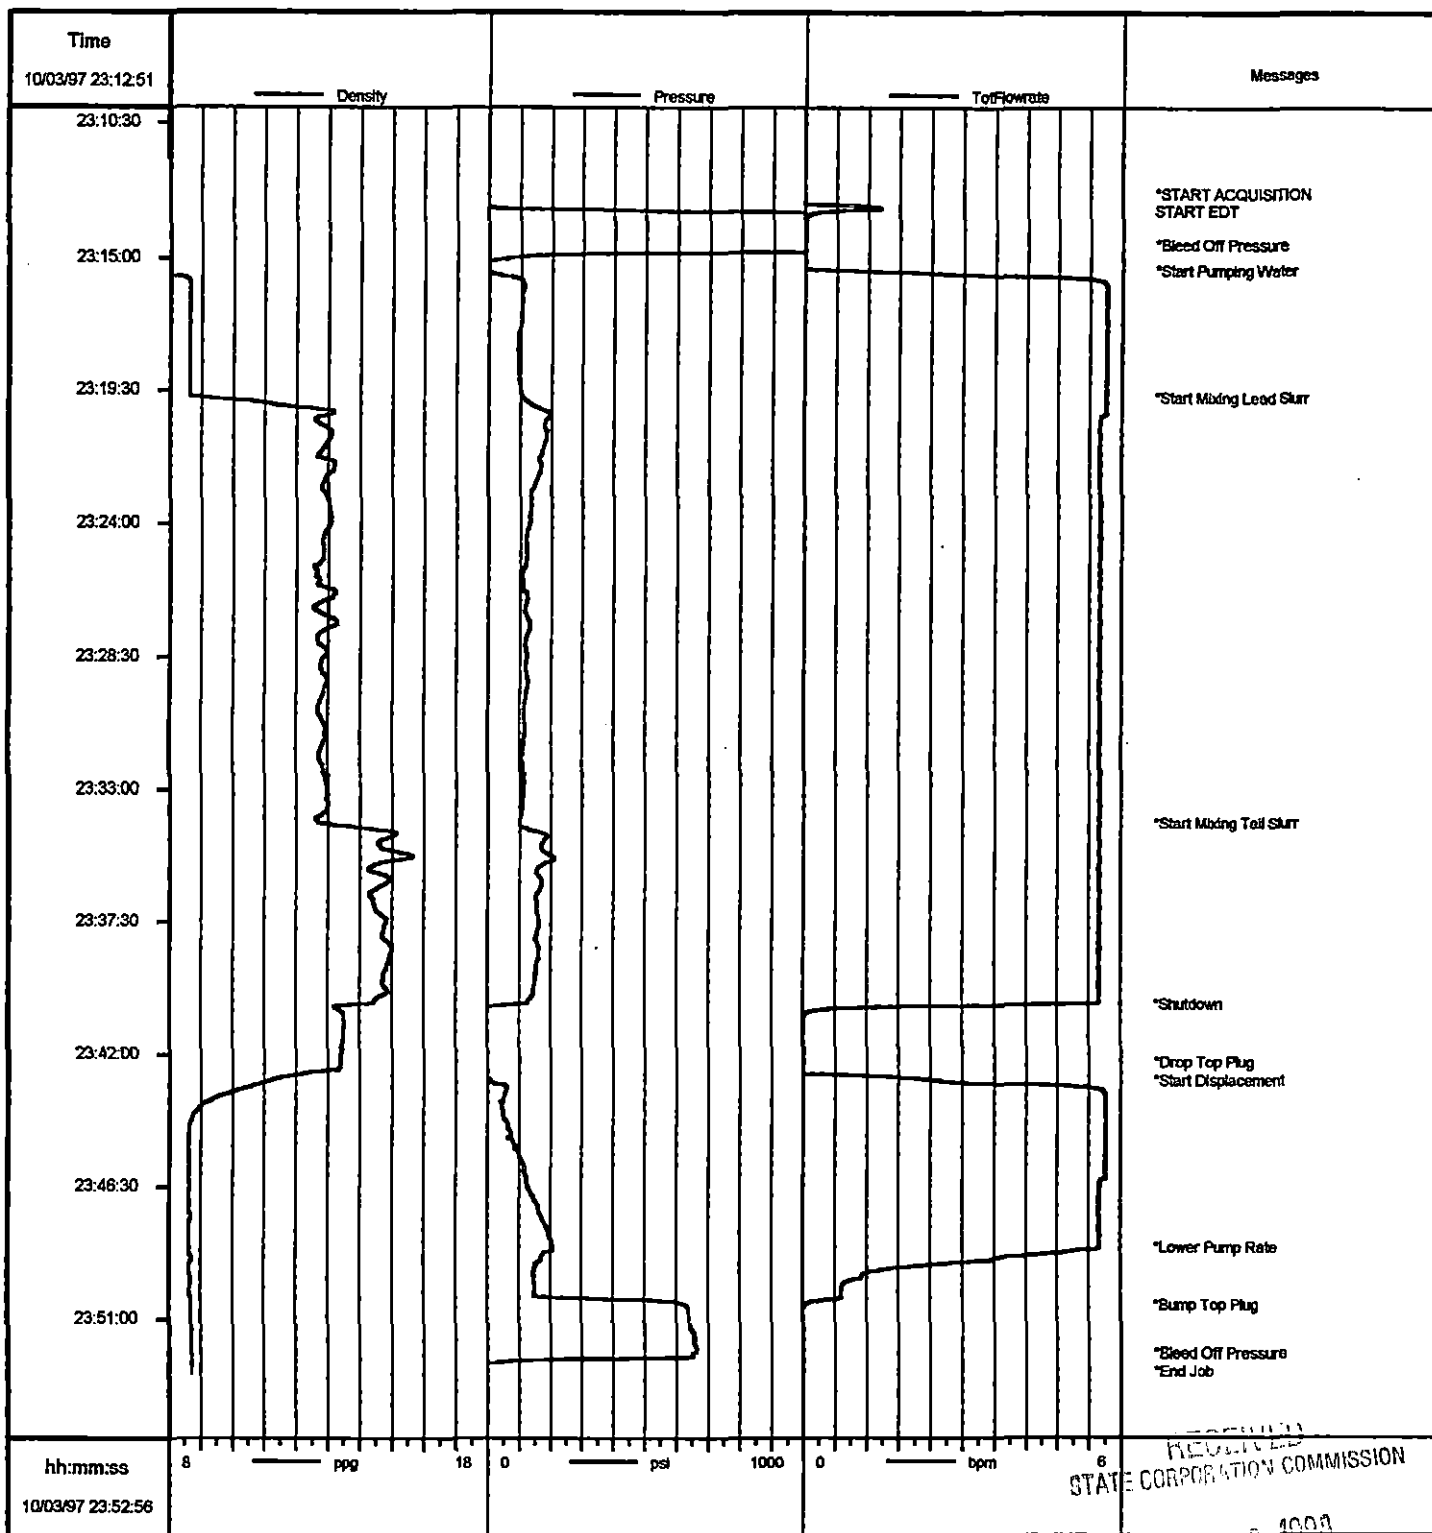 Time
10/03/97 23:12:51
Density
Pressure
TotFlowrate
Messages
23:10:30
*START ACQUISITION
START EDT
*Bleed Off Pressure
23:15:00
*Start Pumping Water
23:19:30
*Start Mixing Lead Slurr
23:24:00
23:28:30
23:33:00
*Start Mixing Tail Slurr
23:37:30
*Shutdown
23:42:00
*Drop Top Plug
*Start Displacement
23:46:30
*Lower Pump Rate
*Bump Top Plug
23:51:00
*Bleed Off Pressure
*End Job
RECEIVED
STATE CORPORATION COMMISSION
hh:mm:ss
8 ppg 18
0 psi 1000
0 bpm 6
10/03/97 23:52:56